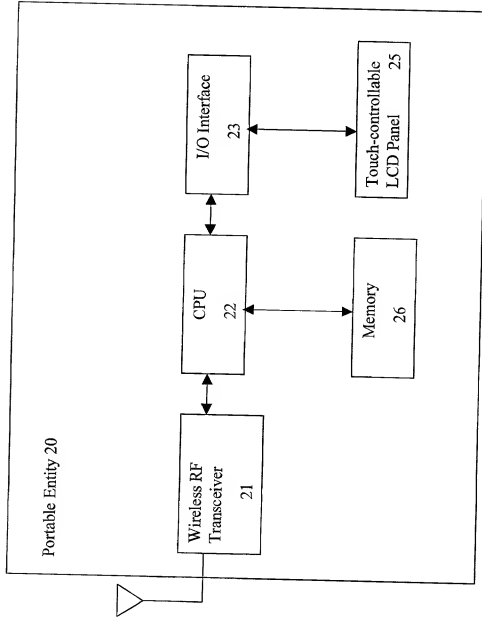 Portable Entity 20
Wireless RF
Transceiver
21
CPU
22
I/O Interface
23
Memory
26
Touch-controllable
LCD Panel
25